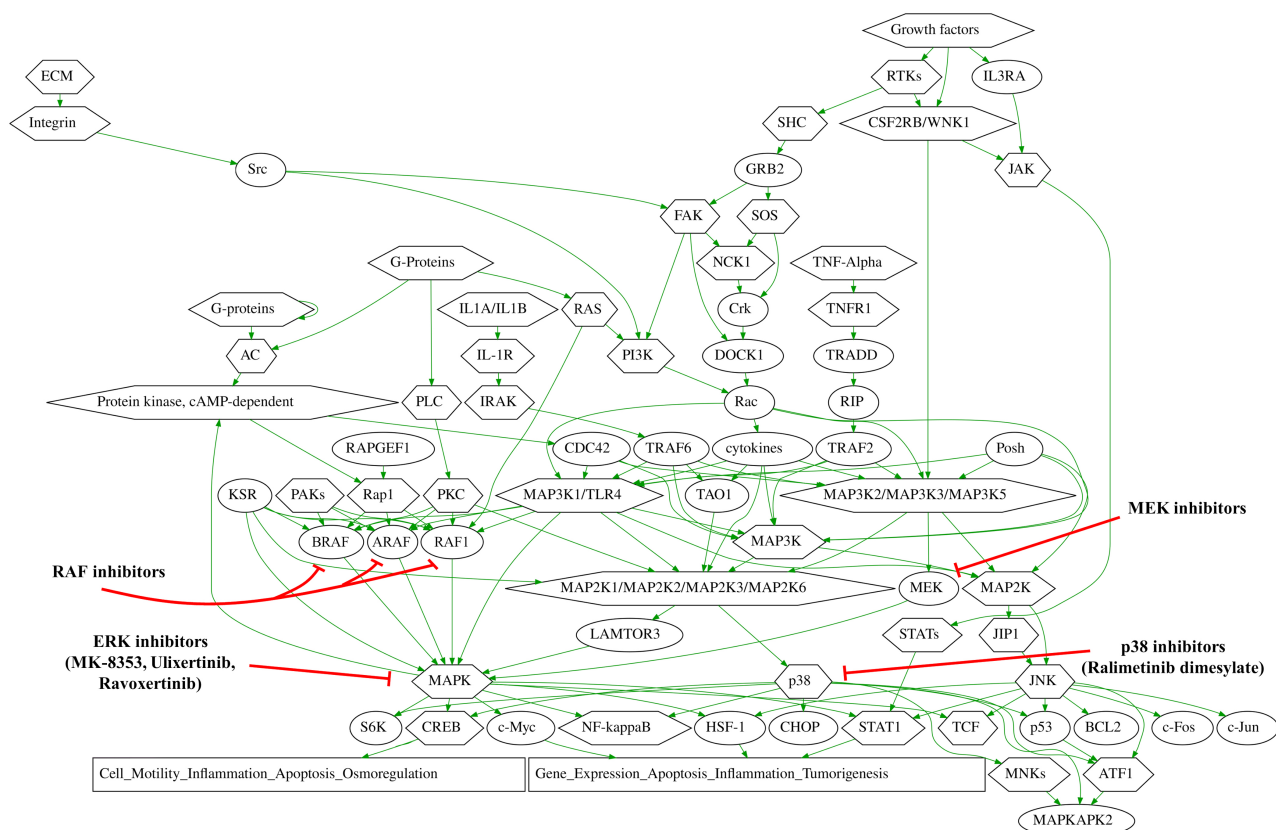 Growth factors
ECM
RTKs
IL3RA
Integrin
SHC
CSF2RB/WNK1
Src
GRB2
JAK
FAK
SOS
G-Proteins
NCK1
TNF-Alpha
G-proteins
IL1A/IL1B
RAS
Crk
TNFR1
AC
IL-1R
PI3K
DOCK1
TRADD
Protein kinase, cAMP-dependent
PLC
IRAK
Rac
RIP
RAPGEF1
CDC42
TRAF6
cytokines
TRAF2
Posh
KSR
PAKs
Rap1
PKC
MAP3K1/TLR4
TAO1
MAP3K2/MAP3K3/MAP3K5
MEK inhibitors
BRAF
ARAF
RAF1
MAP3K
RAF inhibitors
MAP2K1/MAP2K2/MAP2K3/MAP2K6
MEK
MAP2K
LAMTOR3
STATs
JIP1
ERK inhibitors
(MK-8353, Ulixertinib,
Ravoxertinib)
p38 inhibitors
(Ralimetinib dimesylate)
MAPK
p38
JNK
S6K
CREB
c-Myc
NF-kappaB
HSF-1
CHOP
STAT1
TCF
p53
BCL2
c-Fos
c-Jun
Cell_Motility_Inflammation_Apoptosis_Osmoregulation
Gene_Expression_Apoptosis_Inflammation_Tumorigenesis
MNKs
ATF1
MAPKAPK2